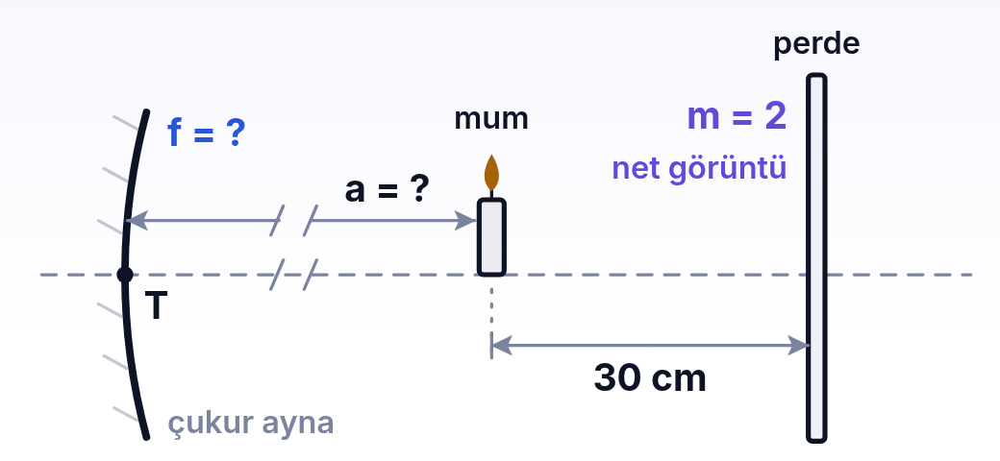 perde
m = 2
mum
f = ?
net görüntü
a = ?
T
30 cm
çukur ayna